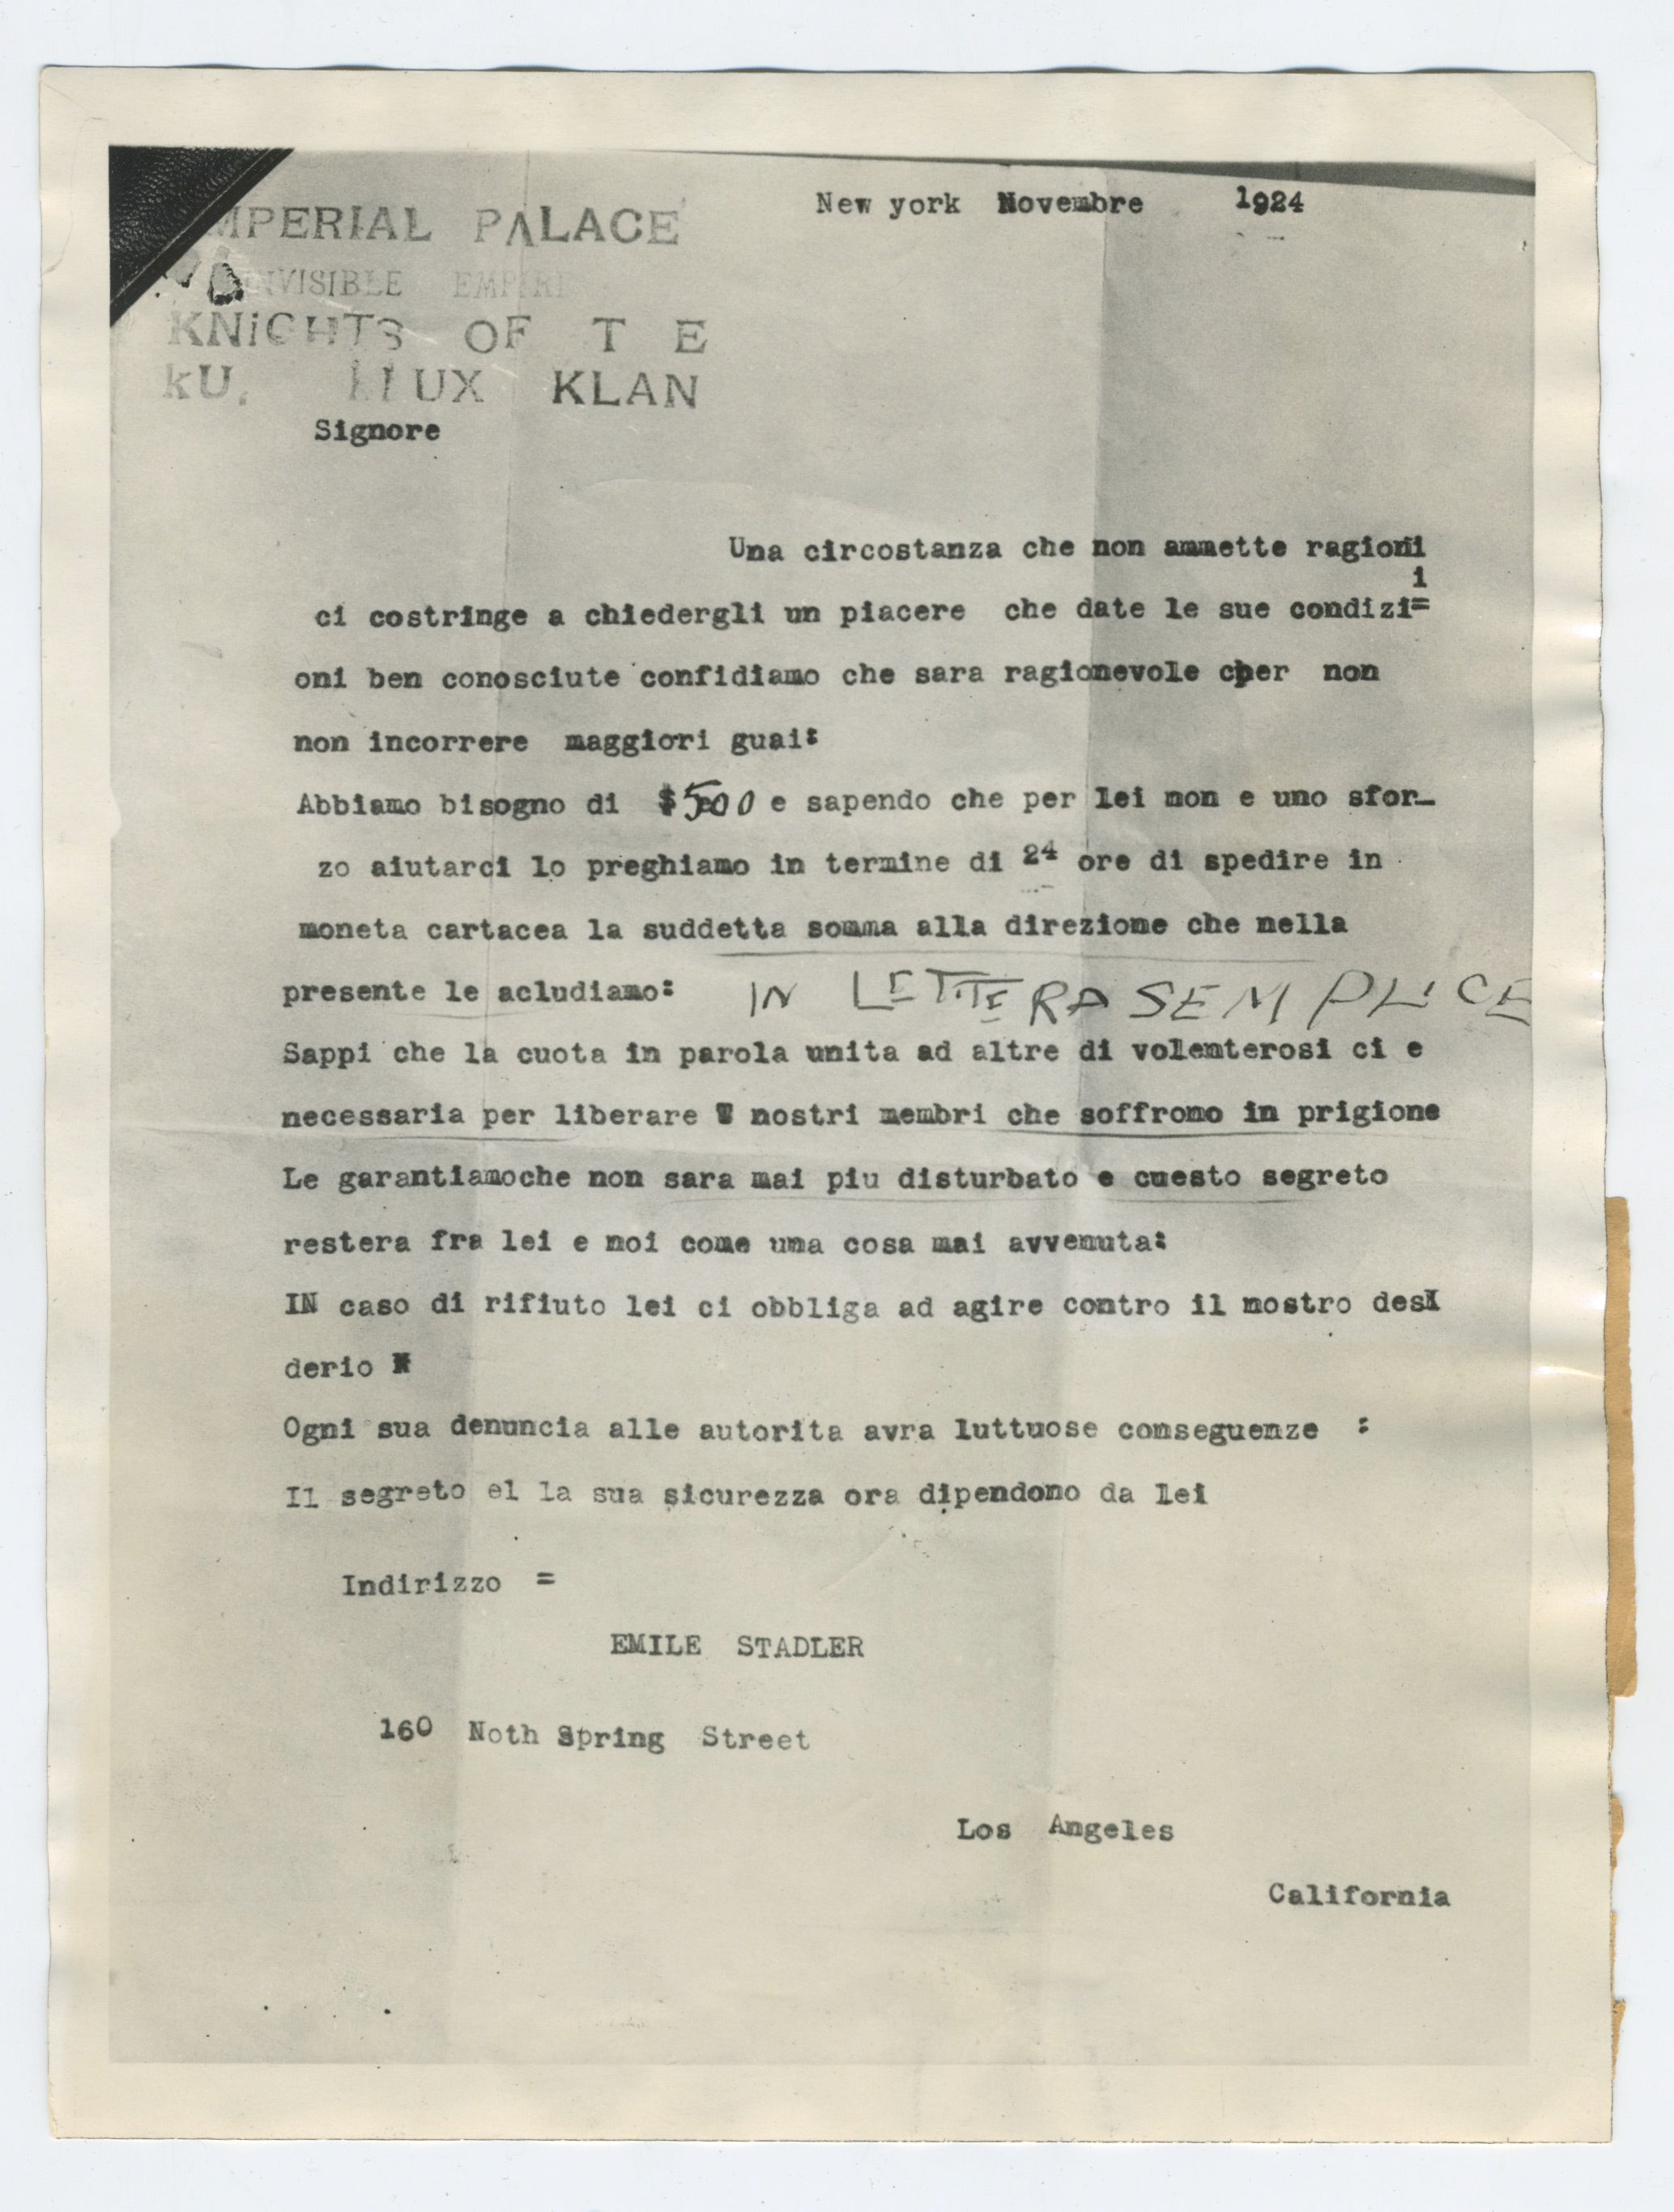 IMPERIAL PALACE
New york Novembre 1924
INVISIBLE EMPIRE
KNiGHTS OF T E
kU. KLUX KLAN
Signore
Una circostanza che non ammette ragioni
ci costringe a chiedergli un piacere che date le sue condizi=
oni ben conosciute confidiamo che sara ragionevole per non
non incorrere maggiori guai:
Abbiamo bisogno di $500 e sapendo che per lei non e uno sfor-
zo aiutarci lo preghiamo in termine di 24 ore di spedire in
moneta cartacea la suddetta somma alla direzione che nella
presente le acludiamo: IN LETTERA SEMPLICE
Sappi che la cuota in parola unita ad altre di volenterosi ci e
necessaria per liberare I nostri membri che soffrono in prigione
Le garantiamoche non sara mai piu disturbato e cuesto segreto
restera fra lei e noi come una cosa mai avvenuta:
IN caso di rifiuto lei ci obbliga ad agire contro il nostro desI
derio
Ogni sua denuncia alle autorita avra luttuose conseguenze :
Il segreto el la sua sicurezza ora dipendono da lei
Indirizzo =
EMILE STADLER
160 Noth Spring Street
Los Angeles
California